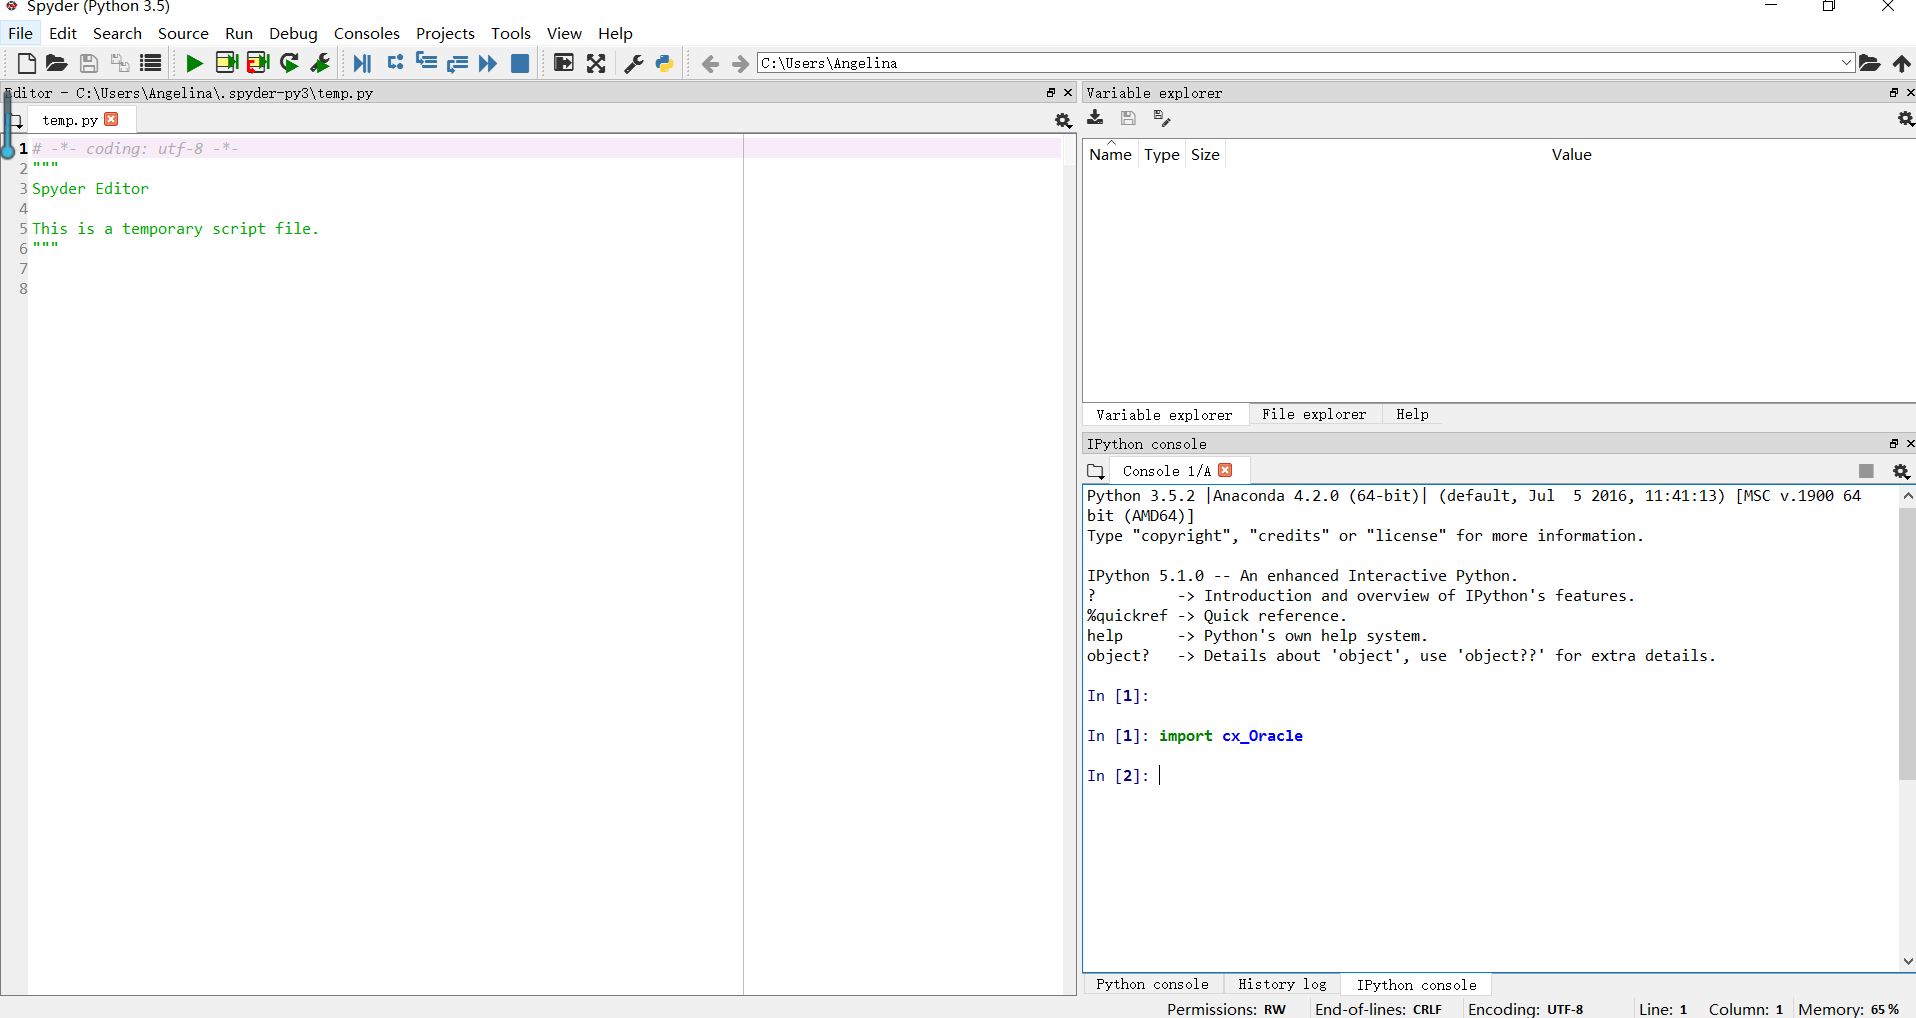 Spyder (Python 3.5)
File Edit Search Source Run Debug Consoles Projects Tools View Help
C:\Users\Angelina
Editor - C:\Users\Angelina\.spyder-py3\temp.py
temp.py
1 # -*- coding: utf-8 -*-
2 """
3 Spyder Editor
4
5 This is a temporary script file.
6 """
7
8
Variable explorer
Name Type Size Value
Variable explorer File explorer Help
IPython console
Console 1/A
Python 3.5.2 |Anaconda 4.2.0 (64-bit)| (default, Jul  5 2016, 11:41:13) [MSC v.1900 64
bit (AMD64)]
Type "copyright", "credits" or "license" for more information.
IPython 5.1.0 -- An enhanced Interactive Python.
?         -> Introduction and overview of IPython's features.
%quickref -> Quick reference.
help      -> Python's own help system.
object?   -> Details about 'object', use 'object??' for extra details.
In [1]:
In [1]: import cx_Oracle
In [2]:
Python console History log IPython console
Permissions: RW End-of-lines: CRLF Encoding: UTF-8 Line: 1 Column: 1 Memory: 65 %